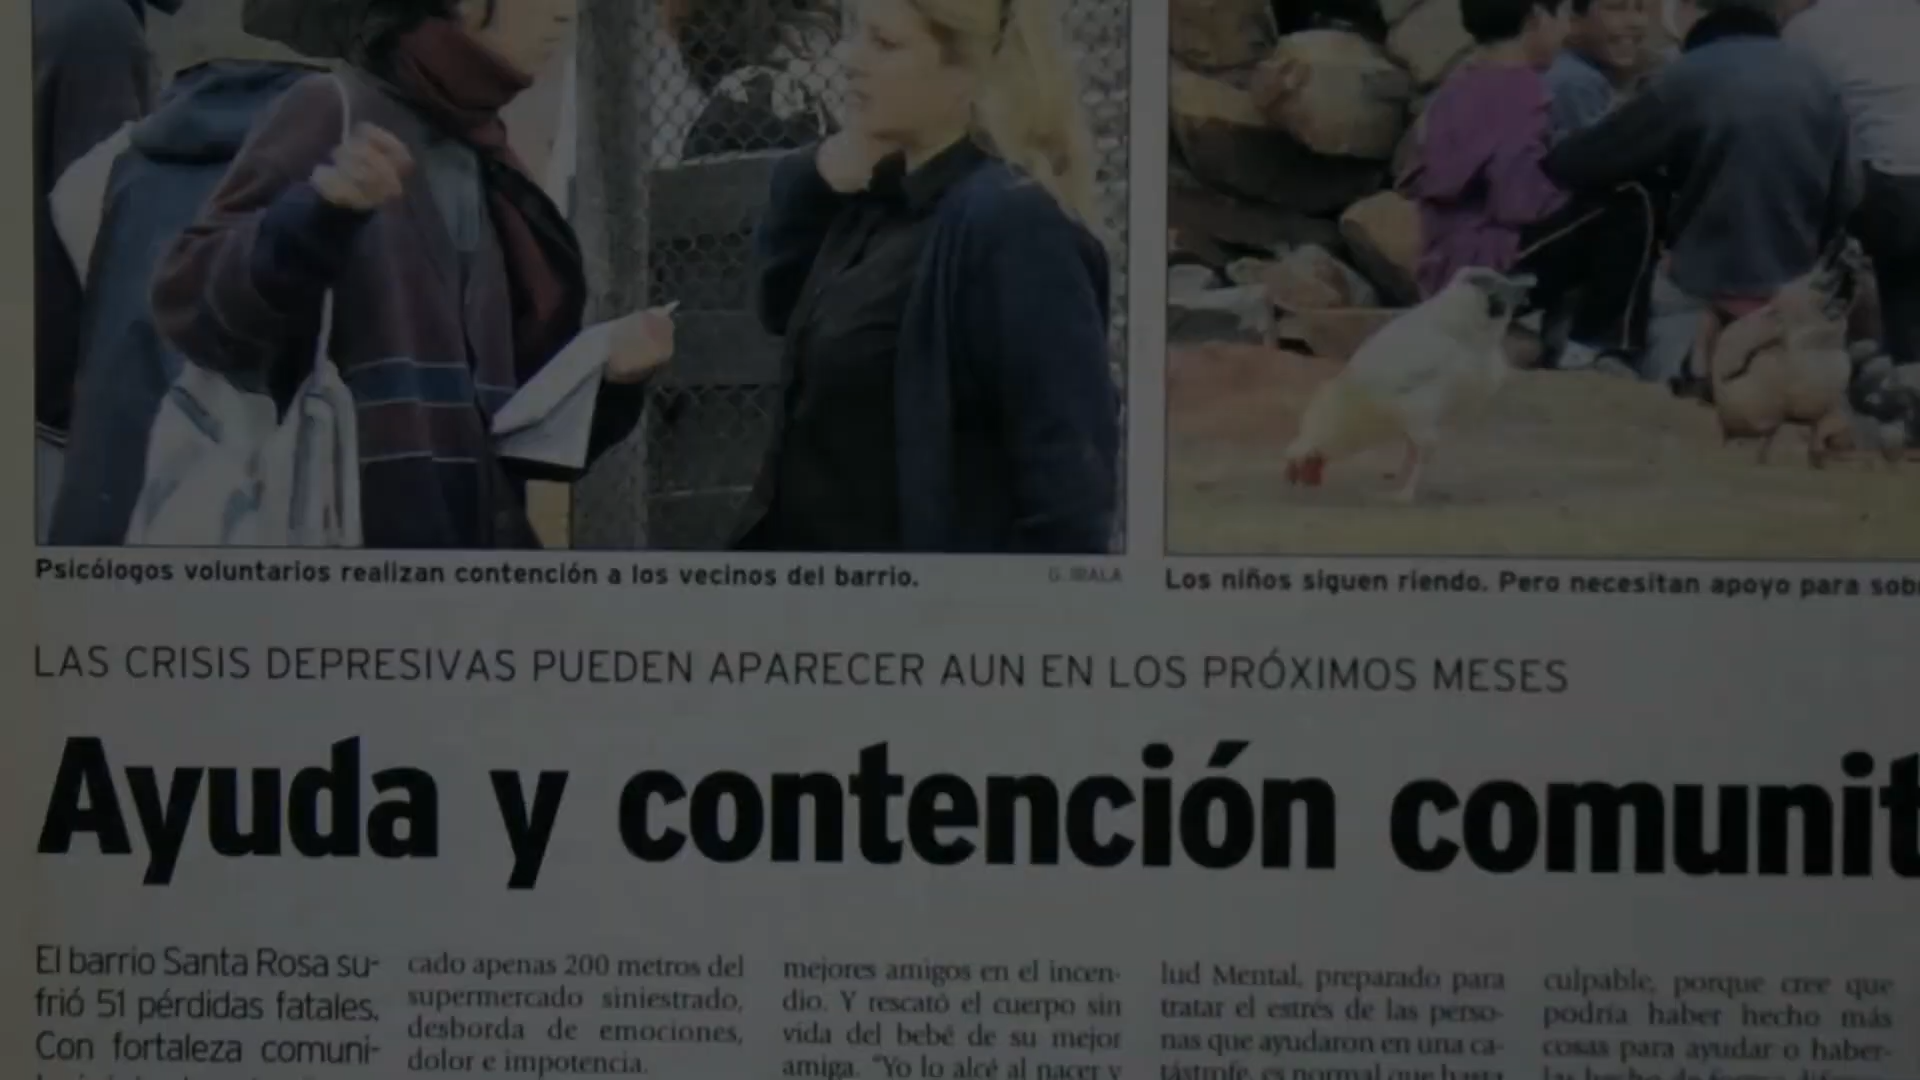 Psicólogos voluntarios realizan contención a los vecinos del barrio.
G. IRALA
Los niños siguen riendo. Pero necesitan apoyo para
LAS CRISIS DEPRESIVAS PUEDEN APARECER AUN EN LOS PRÓXIMOS MESES
Ayuda y contención comunit
El barrio Santa Rosa su-
frió 51 pérdidas fatales.
Con fortaleza comuni-
cado apenas 200 metros del
supermercado siniestrado,
desborda de emociones,
dolor e impotencia.
mejores amigos en el incen-
dio. Y rescató el cuerpo sin
vida del bebé de su mejor
amiga. "Yo lo alcé al nacer y
lud Mental, preparado para
tratar el estrés de las perso-
nas que ayudaron en una ca-
tástrofe, es normal que hasta
culpable, porque cree que
podría haber hecho más
cosas para ayudar o haber-